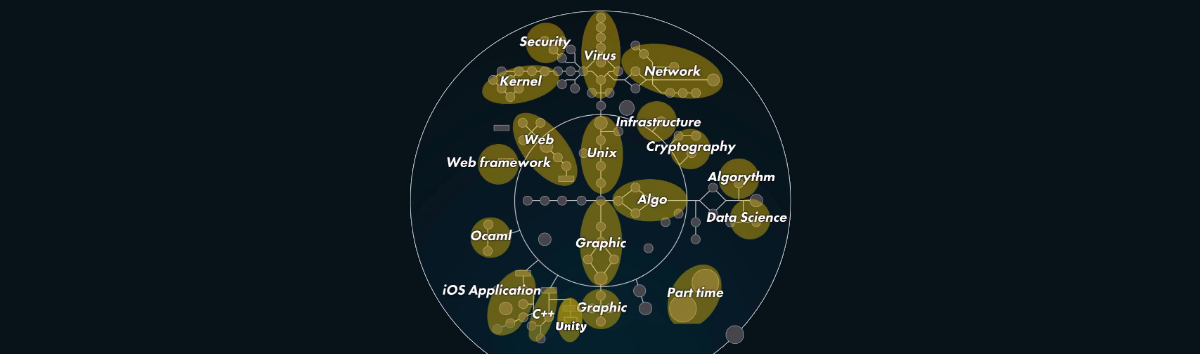 Security
Virus
Kernel
Network
Infrastructure
Web
Unix
Cryptography
Web framework
Algorythm
Algo
Data Science
Ocaml
Graphic
iOS Application
Part time
C++
Graphic
Unity